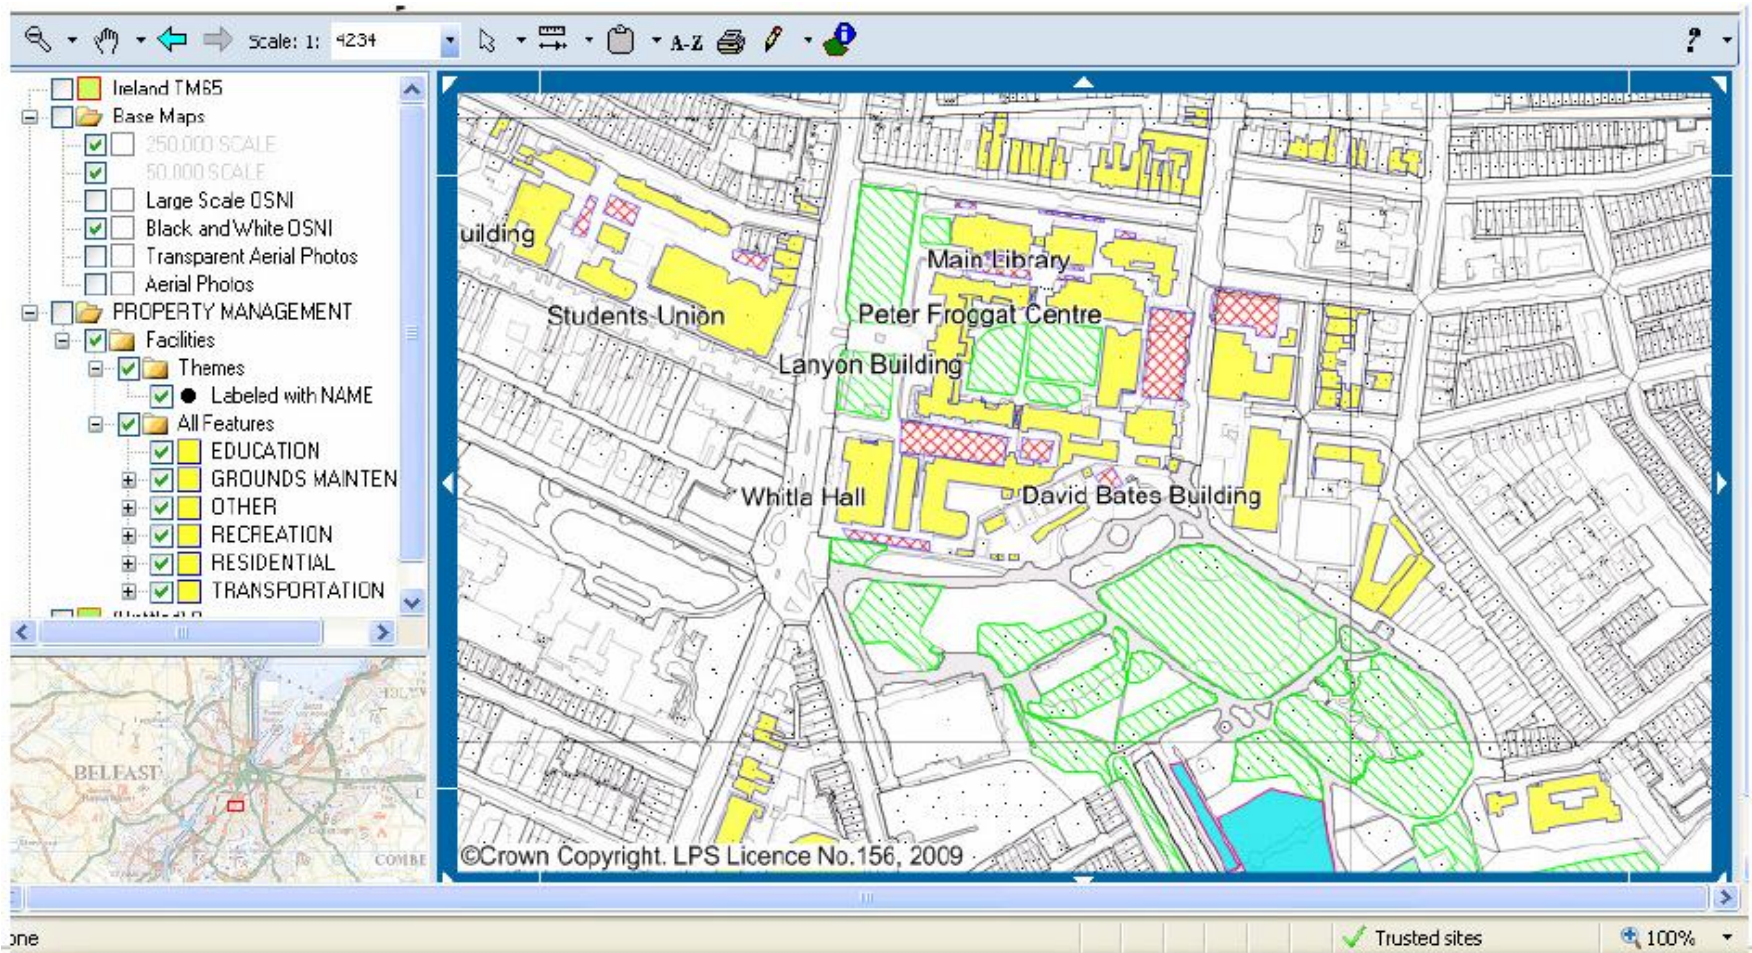 Scale: 1: 4234
A-Z
?
Ireland TM65
Base Maps
250.000 SCALE
50.000 SCALE
Large Scale OSNI
Black and White OSNI
Transparent Aerial Photos
Aerial Photos
PROPERTY MANAGEMENT
Facilities
Themes
Labeled with NAME
All Features
EDUCATION
GROUNDS MAINTEN
OTHER
RECREATION
RESIDENTIAL
TRANSPORTATION
BELFAST
COMBE
uilding
Main Library
Students Union
Peter Froggat Centre
Lanyon Building
Whitla Hall
David Bates Building
©Crown Copyright. LPS Licence No.156, 2009
one
Trusted sites
100%